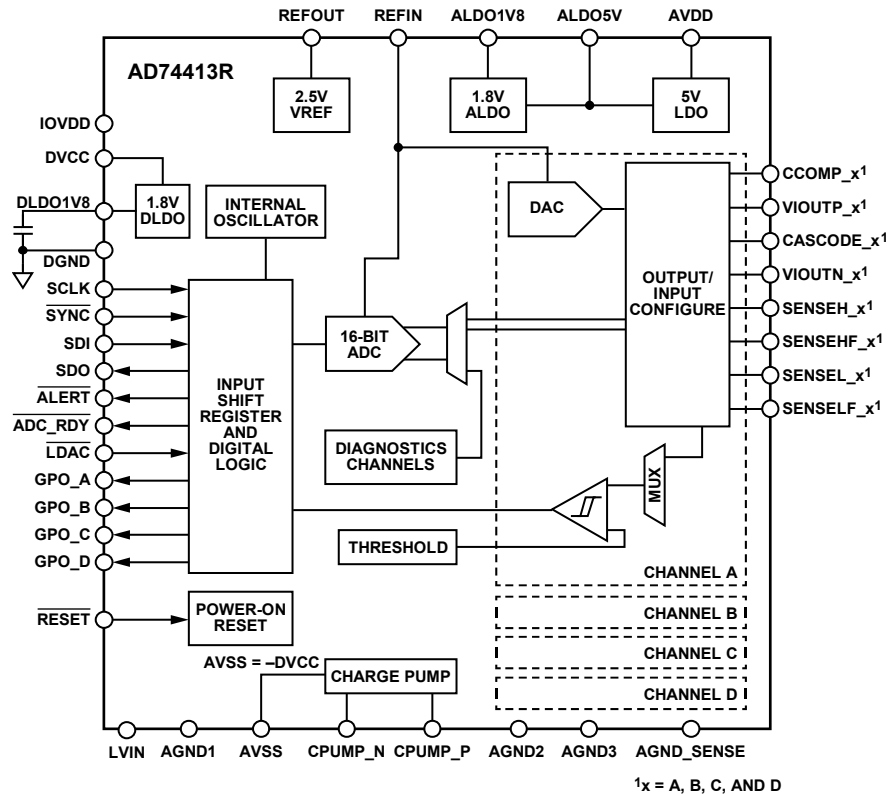 REFOUT REFIN ALDO1V8 ALDO5V AVDD
AD74413R
2.5V
VREF
1.8V
ALDO
5V
LDO
IOVDD
DVCC
DLDO1V8
1.8V
DLDO
DGND
INTERNAL
OSCILLATOR
DAC
OUTPUT/
INPUT
CONFIGURE
CCOMP_x1
VIOUTP_x1
CASCODE_x1
VIOUTN_x1
SENSEH_x1
SENSEHF_x1
SENSEL_x1
SENSELF_x1
SCLK
SYNC
SDI
SDO
ALERT
ADC_RDY
LDAC
GPO_A
GPO_B
GPO_C
GPO_D
INPUT
SHIFT
REGISTER
AND
DIGITAL
LOGIC
16-BIT
ADC
DIAGNOSTICS
CHANNELS
MUX
THRESHOLD
CHANNEL A
CHANNEL B
CHANNEL C
CHANNEL D
RESET
POWER-ON
RESET
AVSS = –DVCC
CHARGE PUMP
LVIN AGND1 AVSS CPUMP_N CPUMP_P AGND2 AGND3 AGND_SENSE
1x = A, B, C, AND D